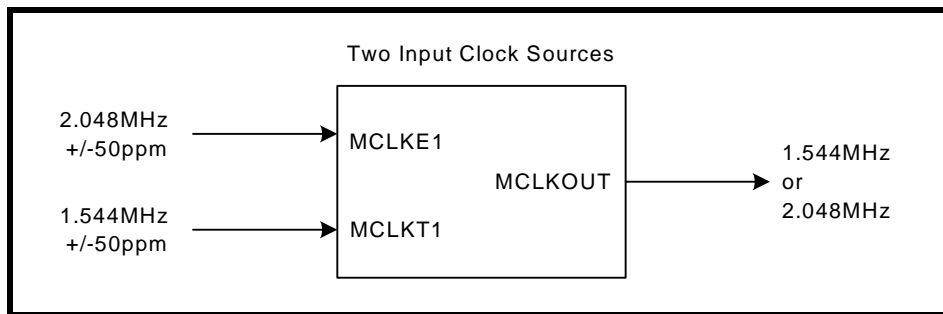 Two Input Clock Sources
2.048MHz
+/-50ppm
MCLKE1
MCLKOUT
1.544MHz
or
2.048MHz
1.544MHz
+/-50ppm
MCLKT1